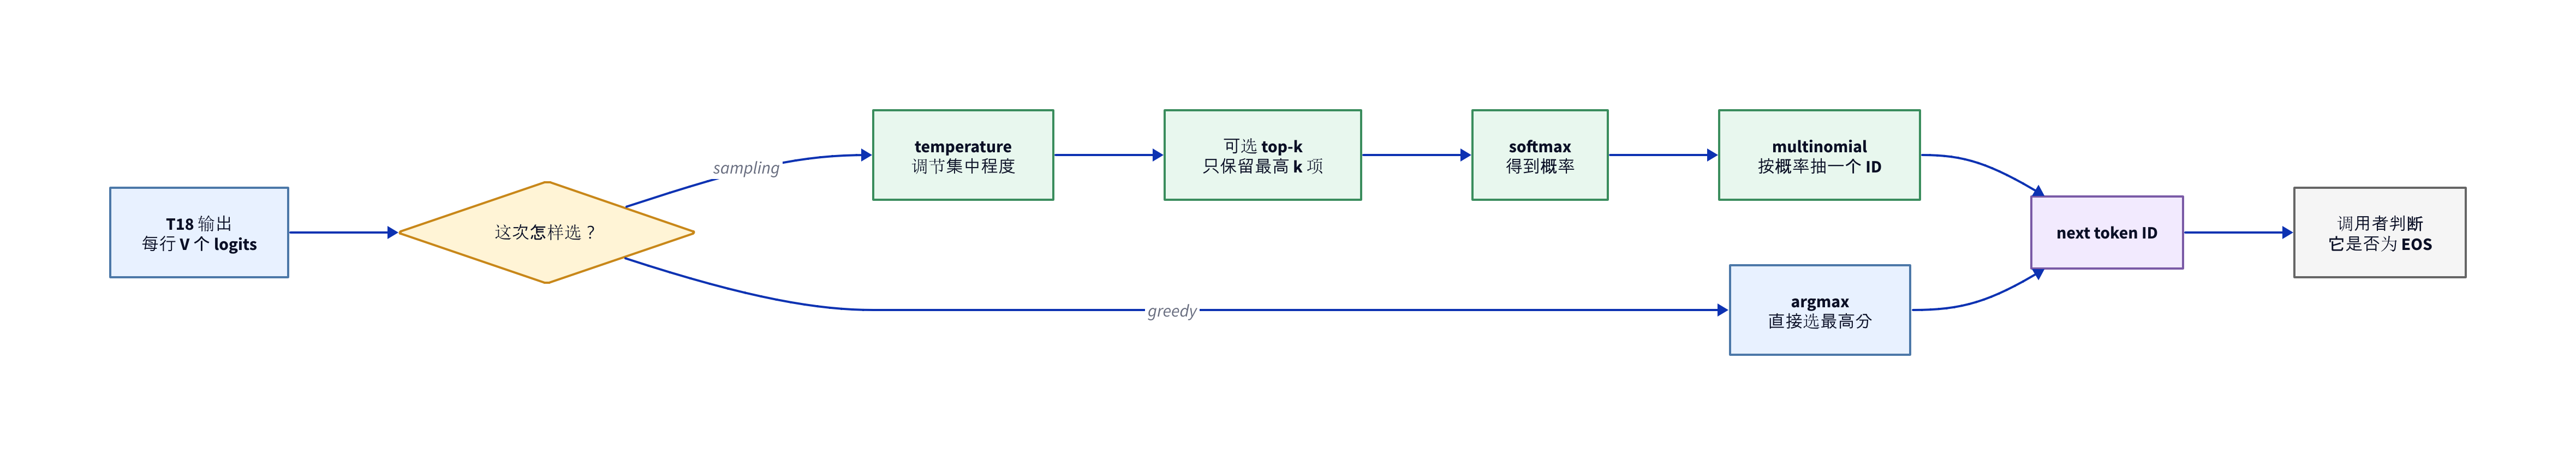 T18 输出
每行 V 个 logits
这次怎样选？
sampling
temperature
调节集中程度
可选 top-k
只保留最高 k 项
softmax
得到概率
multinomial
按概率抽一个 ID
greedy
argmax
直接选最高分
next token ID
调用者判断
它是否为 EOS